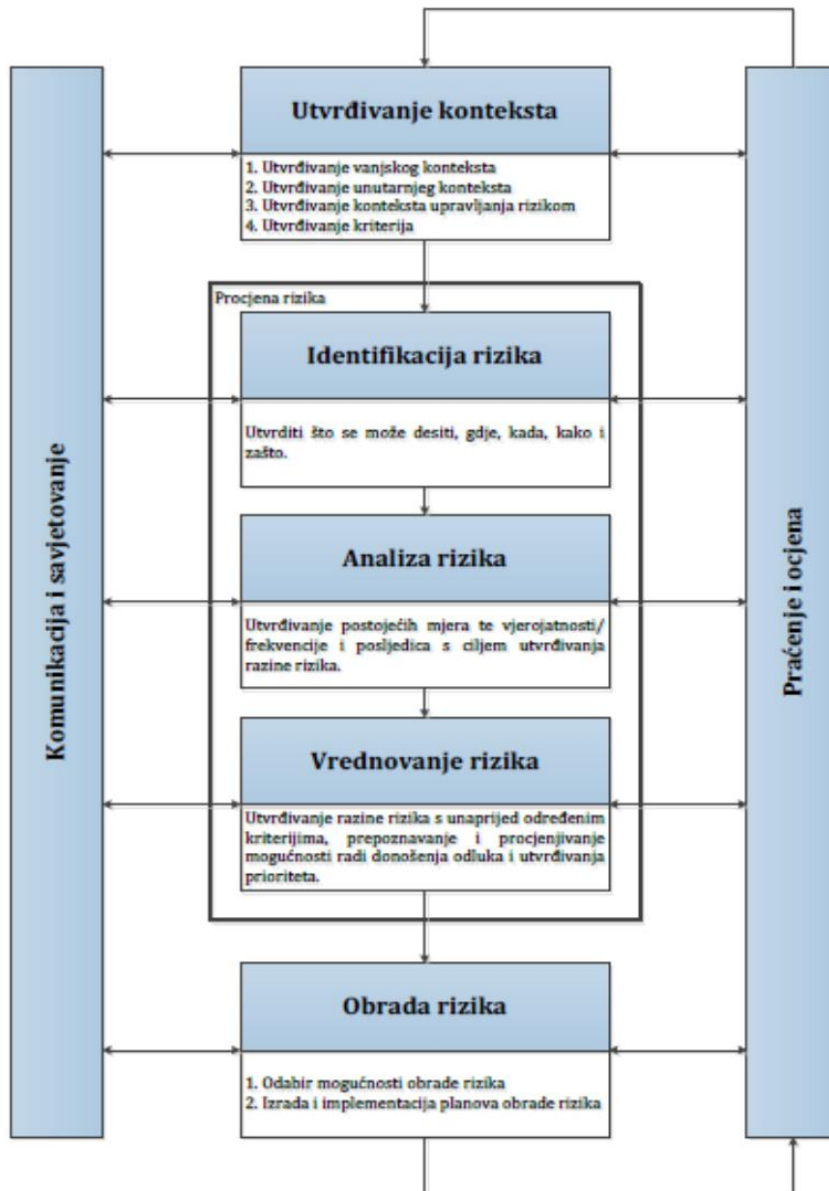 Utvrđivanje konteksta
1. Utvrđivanje vanjskog konteksta
2. Utvrđivanje unutarnjeg konteksta
3. Utvrđivanje konteksta upravljanja rizikom
4. Utvrđivanje kriterija
Procjena rizika
Identifikacija rizika
Utvrditi što se može desiti, gdje, kada, kako i
zašto.
Analiza rizika
Utvrđivanje postojećih mjera te vjerojatnosti/
frekvencije i posljedica s ciljem utvrđivanja
razine rizika.
Vrednovanje rizika
Utvrđivanje razine rizika s unaprijed određenim
kriterijima, prepoznavanje i procjenjivanje
mogućnosti radi donošenja odluka i utvrđivanja
prioriteta.
Obrada rizika
1. Odabir mogućnosti obrade rizika
2. Izrada i implementacija planova obrade rizika
Komunikacija i savjetovanje
Praćenje i ocjena